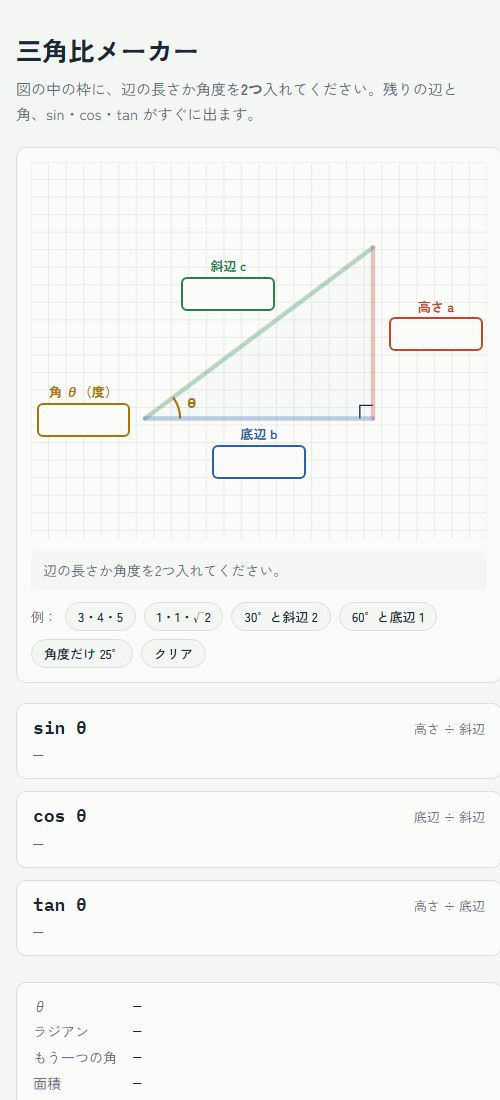 三角比メーカー
図の中の枠に、辺の長さか角度を2つ入れてください。残りの辺と
角、sin・cos・tan がすぐに出ます。
斜辺 c
高さ a
角 θ（度）
θ
底辺 b
辺の長さか角度を2つ入れてください。
例： 3・4・5 1・1・√2 30°と斜辺 2 60°と底辺 1
角度だけ 25° クリア
sin θ 高さ ÷ 斜辺
—
cos θ 底辺 ÷ 斜辺
—
tan θ 高さ ÷ 底辺
—
θ —
ラジアン —
もう一つの角 —
面積 —